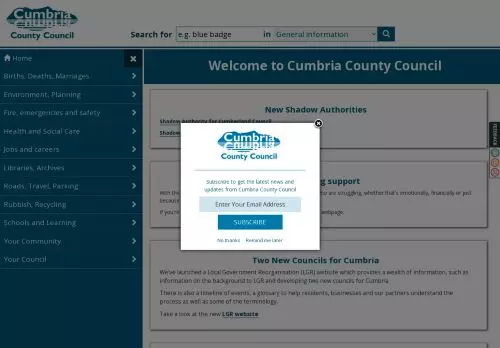 Cumbria
County Council
Search for
e.g. blue badge
in
General information
Home
Births, Deaths, Marriages
Environment, Planning
Fire, emergencies and safety
Health and Social Care
Jobs and careers
Libraries, Archives
Roads, Travel, Parking
Rubbish, Recycling
Schools and Learning
Your Community
Your Council
Welcome to Cumbria County Council
New Shadow Authorities
Shadow Authority for Cumberland Council
Shadow
support
With the
who are struggling, whether that's emotionally, financially or just
because
If you're
webpage.
Cumbria
County Council
Subscribe to get the latest news and
updates from Cumbria County Council
Enter Your Email Address
SUBSCRIBE
No thanks!
Remind me later
Two New Councils for Cumbria
We've launched a Local Government Reorganisation (LGR) website which provides a wealth of information, such as
information on the background to LGR and developing two new councils for Cumbria.
There is also a timeline of events, a glossary to help residents, businesses and our partners understand the
process as well as some of the terminology.
Take a look at the new LGR website